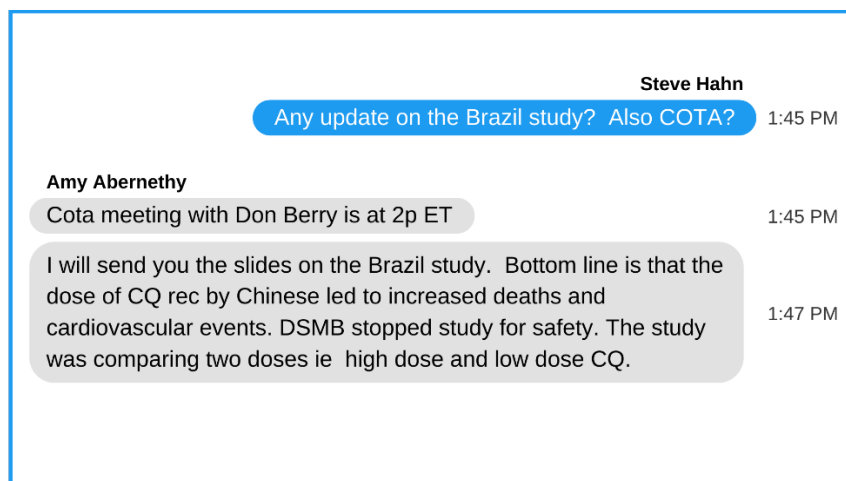 Steve Hahn
Any update on the Brazil study?  Also COTA?
1:45 PM
Amy Abernethy
Cota meeting with Don Berry is at 2p ET
1:45 PM
I will send you the slides on the Brazil study.  Bottom line is that the
dose of CQ rec by Chinese led to increased deaths and
cardiovascular events. DSMB stopped study for safety. The study
was comparing two doses ie  high dose and low dose CQ.
1:47 PM